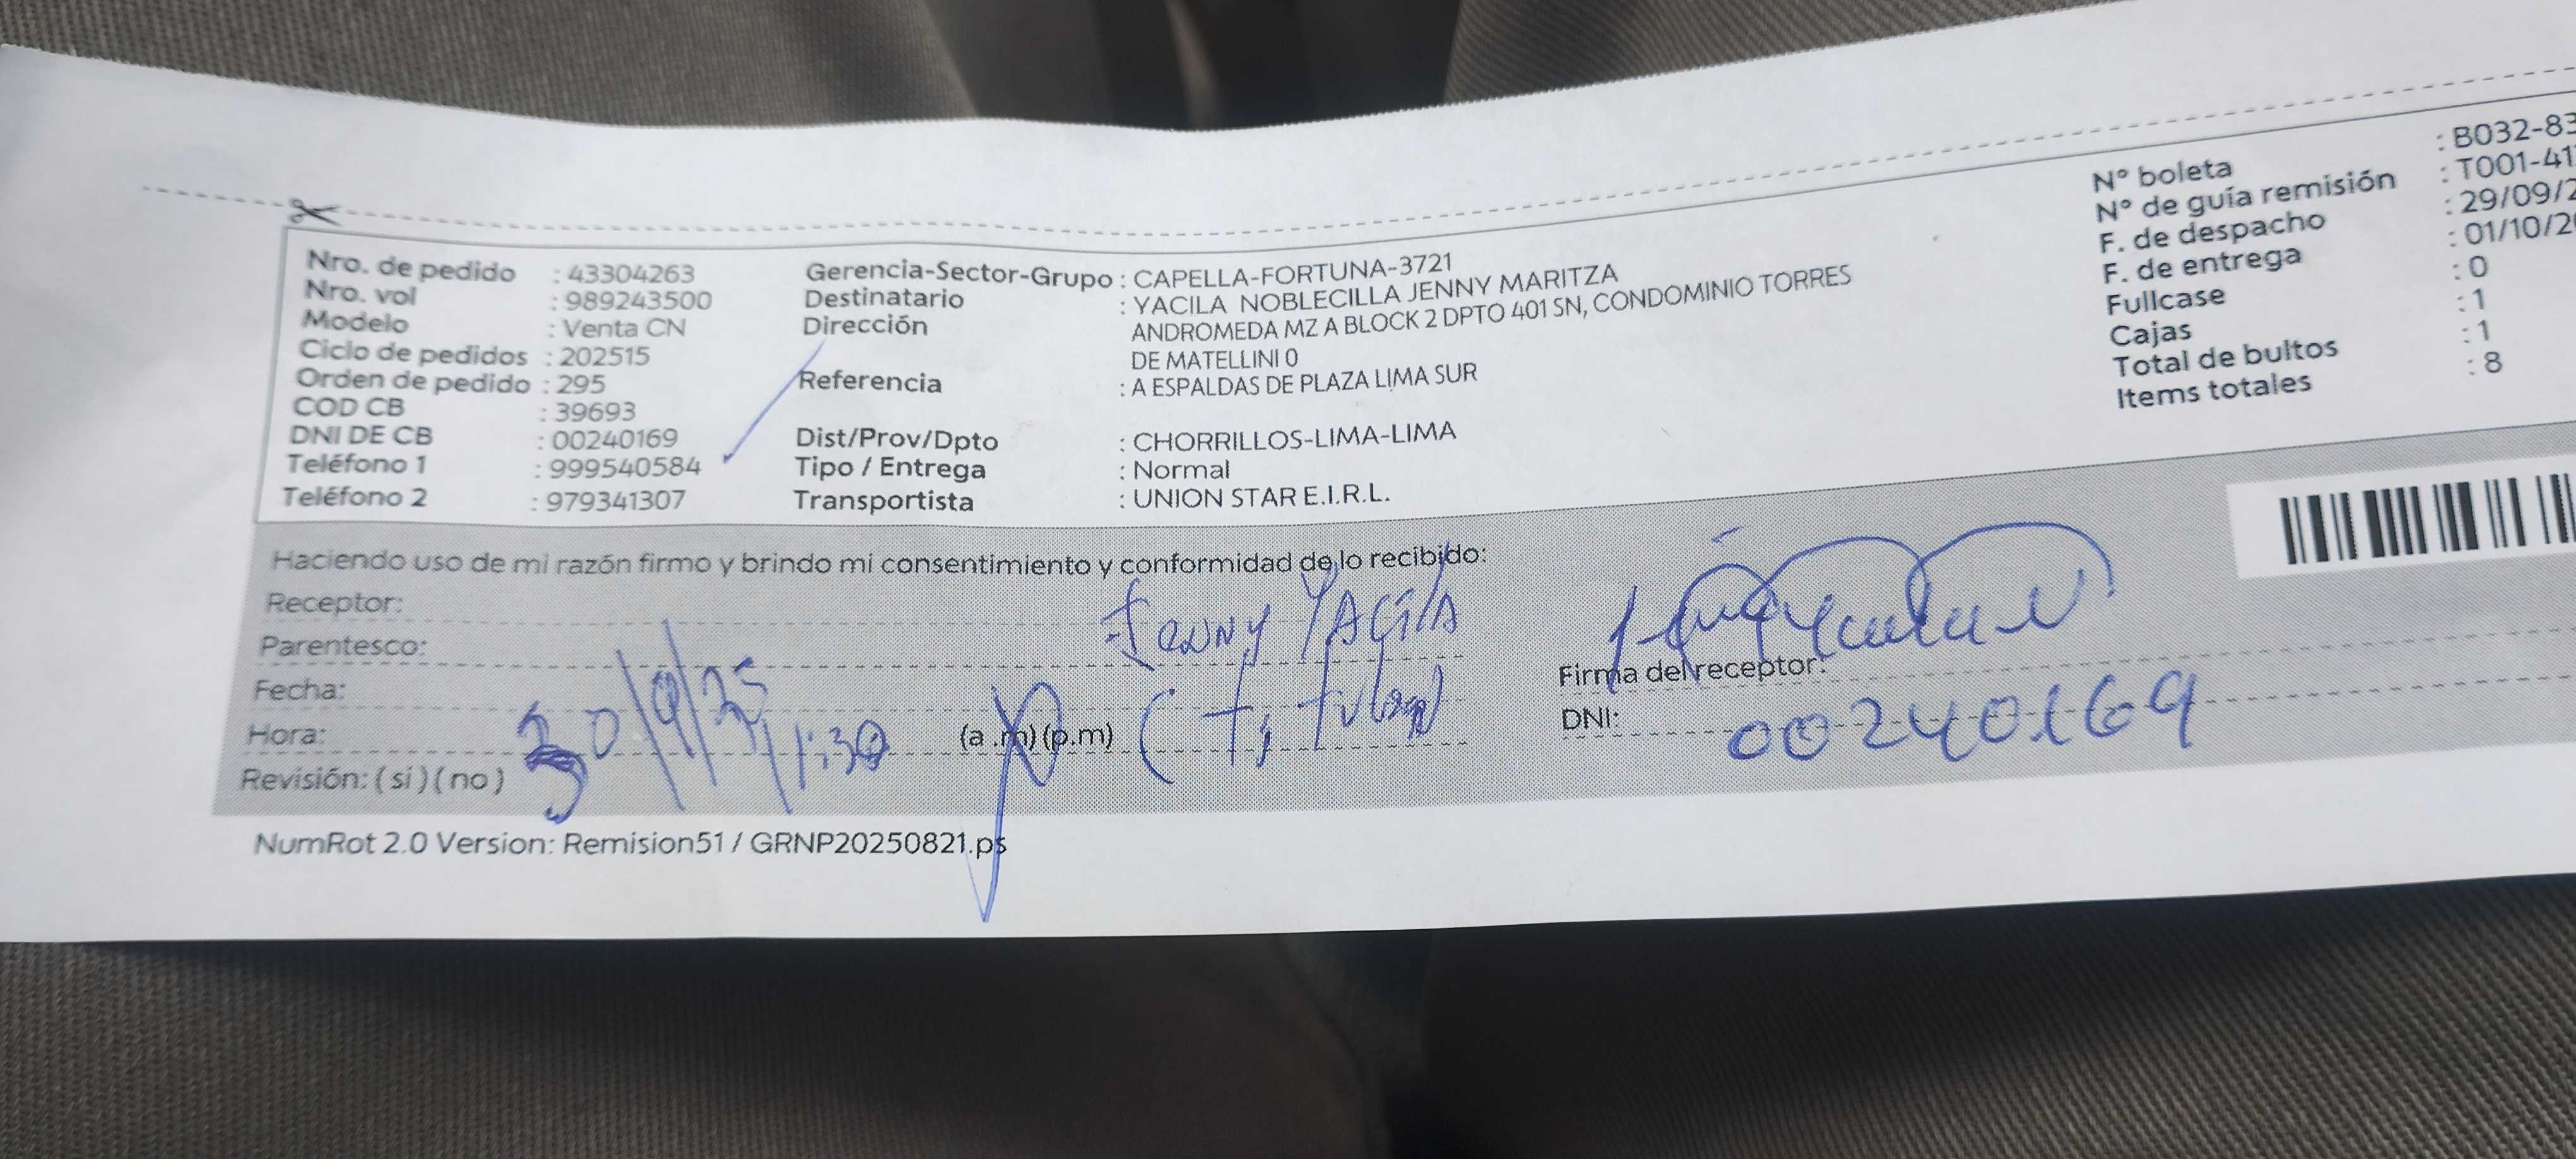 Nro. de pedido : 43304263
Nro. vol : 989243500
Modelo : Venta CN
Ciclo de pedidos : 202515
Orden de pedido : 295
COD CB : 39693
DNI DE CB : 00240169
Teléfono 1 : 999540584
Teléfono 2 : 979341307
Gerencia-Sector-Grupo : CAPELLA-FORTUNA-3721
Destinatario : YACILA NOBLECILLA JENNY MARITZA
Dirección : ANDROMEDA MZ A BLOCK 2 DPTO 401 SN, CONDOMINIO TORRES
DE MATELLINI 0
Referencia : A ESPALDAS DE PLAZA LIMA SUR
Dist/Prov/Dpto : CHORRILLOS-LIMA-LIMA
Tipo / Entrega : Normal
Transportista : UNION STAR E.I.R.L.
N° boleta : B032-83
N° de guía remisión : T001-41
F. de despacho : 29/09/2
F. de entrega : 01/10/2
Fullcase : 0
Cajas : 1
Total de bultos : 1
Items totales : 8
Haciendo uso de mi razón firmo y brindo mi consentimiento y conformidad de lo recibido:
Receptor: Jenny YACILA
Parentesco: (Titular)
Fecha: 30/9/25
Hora: 11:30 (a .m) (p.m)
Revisión: ( si ) ( no )
Firma del receptor:
DNI: 00240169
NumRot 2.0 Version: Remision51 / GRNP20250821.ps